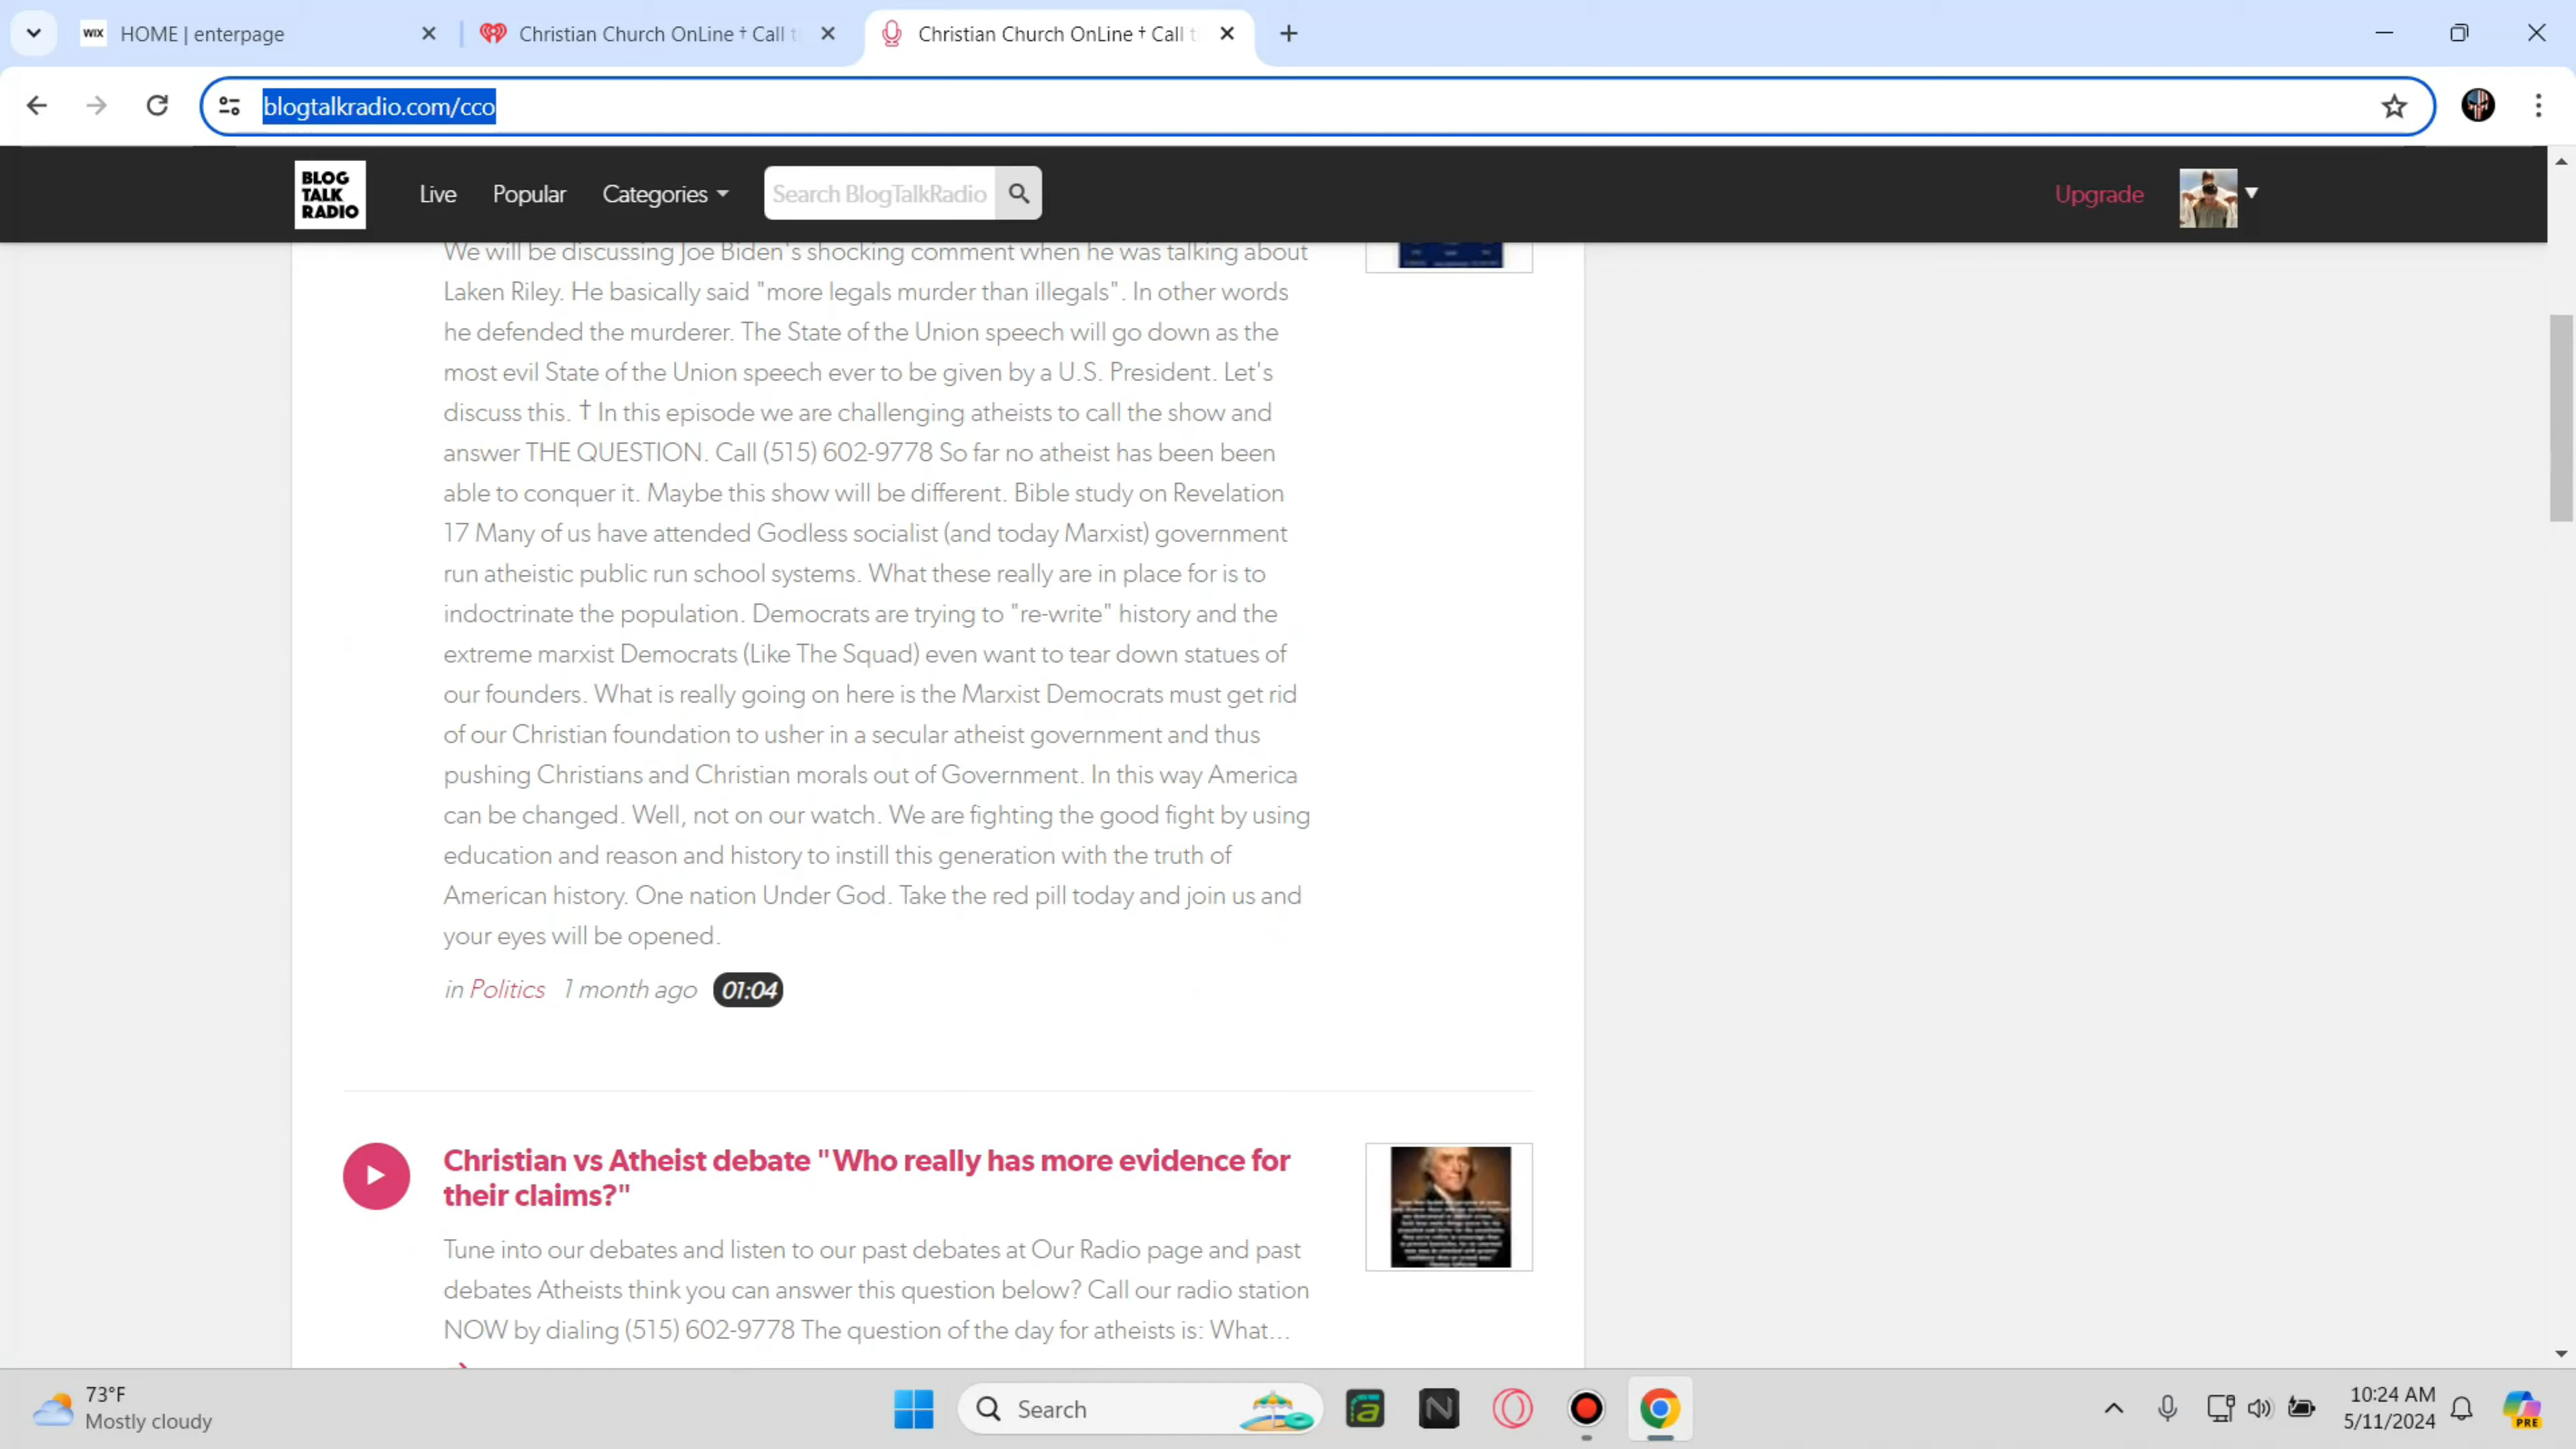 WIX HOME | enterpage
Christian Church OnLine † Call t
Christian Church OnLine † Call t
blogtalkradio.com/cco
BLOG
TALK
RADIO
Live
Popular
Categories
Search BlogTalkRadio
Upgrade
We will be discussing Joe Biden's shocking comment when he was talking about
Laken Riley. He basically said "more legals murder than illegals". In other words
he defended the murderer. The State of the Union speech will go down as the
most evil State of the Union speech ever to be given by a U.S. President. Let's
discuss this. † In this episode we are challenging atheists to call the show and
answer THE QUESTION. Call (515) 602-9778 So far no atheist has been been
able to conquer it. Maybe this show will be different. Bible study on Revelation
17 Many of us have attended Godless socialist (and today Marxist) government
run atheistic public run school systems. What these really are in place for is to
indoctrinate the population. Democrats are trying to "re-write" history and the
extreme marxist Democrats (Like The Squad) even want to tear down statues of
our founders. What is really going on here is the Marxist Democrats must get rid
of our Christian foundation to usher in a secular atheist government and thus
pushing Christians and Christian morals out of Government. In this way America
can be changed. Well, not on our watch. We are fighting the good fight by using
education and reason and history to instill this generation with the truth of
American history. One nation Under God. Take the red pill today and join us and
your eyes will be opened.
in Politics 1 month ago 01:04
Christian vs Atheist debate "Who really has more evidence for
their claims?"
Tune into our debates and listen to our past debates at Our Radio page and past
debates Atheists think you can answer this question below? Call our radio station
NOW by dialing (515) 602-9778 The question of the day for atheists is: What...
73°F
Mostly cloudy
Search
10:24 AM
5/11/2024
PRE